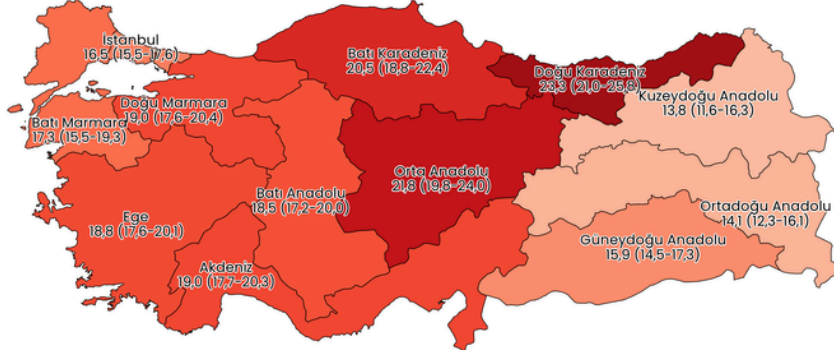 İstanbul
16,5 (15,5-17,6)
Batı Karadeniz
20,5 (18,8-22,4)
Doğu Karadeniz
23,3 (21,0-25,8)
Kuzeydoğu Anadolu
13,8 (11,6-16,3)
Doğu Marmara
19,0 (17,6-20,4)
Batı Marmara
17,3 (15,5-19,3)
Orta Anadolu
21,8 (19,8-24,0)
Batı Anadolu
18,5 (17,2-20,0)
Ortadoğu Anadolu
14,1 (12,3-16,1)
Ege
18,8 (17,6-20,1)
Güneydoğu Anadolu
15,9 (14,5-17,3)
Akdeniz
19,0 (17,7-20,3)